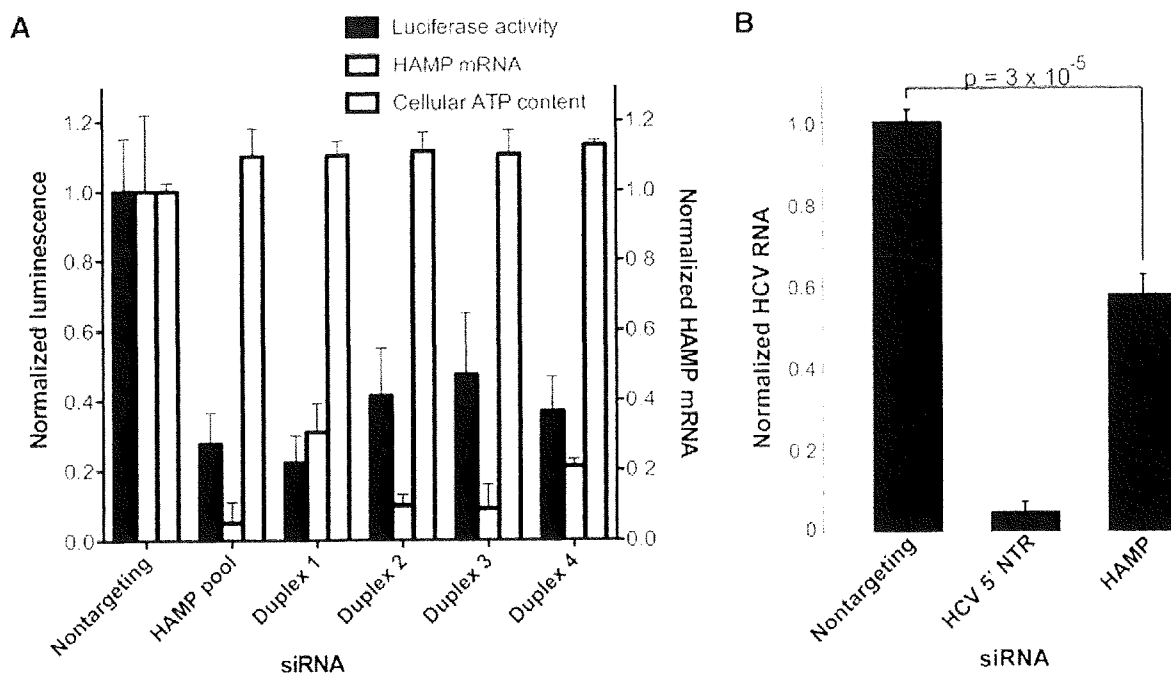 A
Luciferase activity
HAMP mRNA
Cellular ATP content
Normalized luminescence
1.2
1.0
0.8
0.6
0.4
0.2
0.0
1.2
1.0
0.8
0.6
0.4
0.2
0.0
Normalized HAMP mRNA
Nontargeting
HAMP pool
Duplex 1
Duplex 2
Duplex 3
Duplex 4
siRNA
B
p = 3 x 10-5
Normalized HCV RNA
1.0
0.8
0.6
0.4
0.2
0
Nontargeting
HCV 5' NTR
HAMP
siRNA